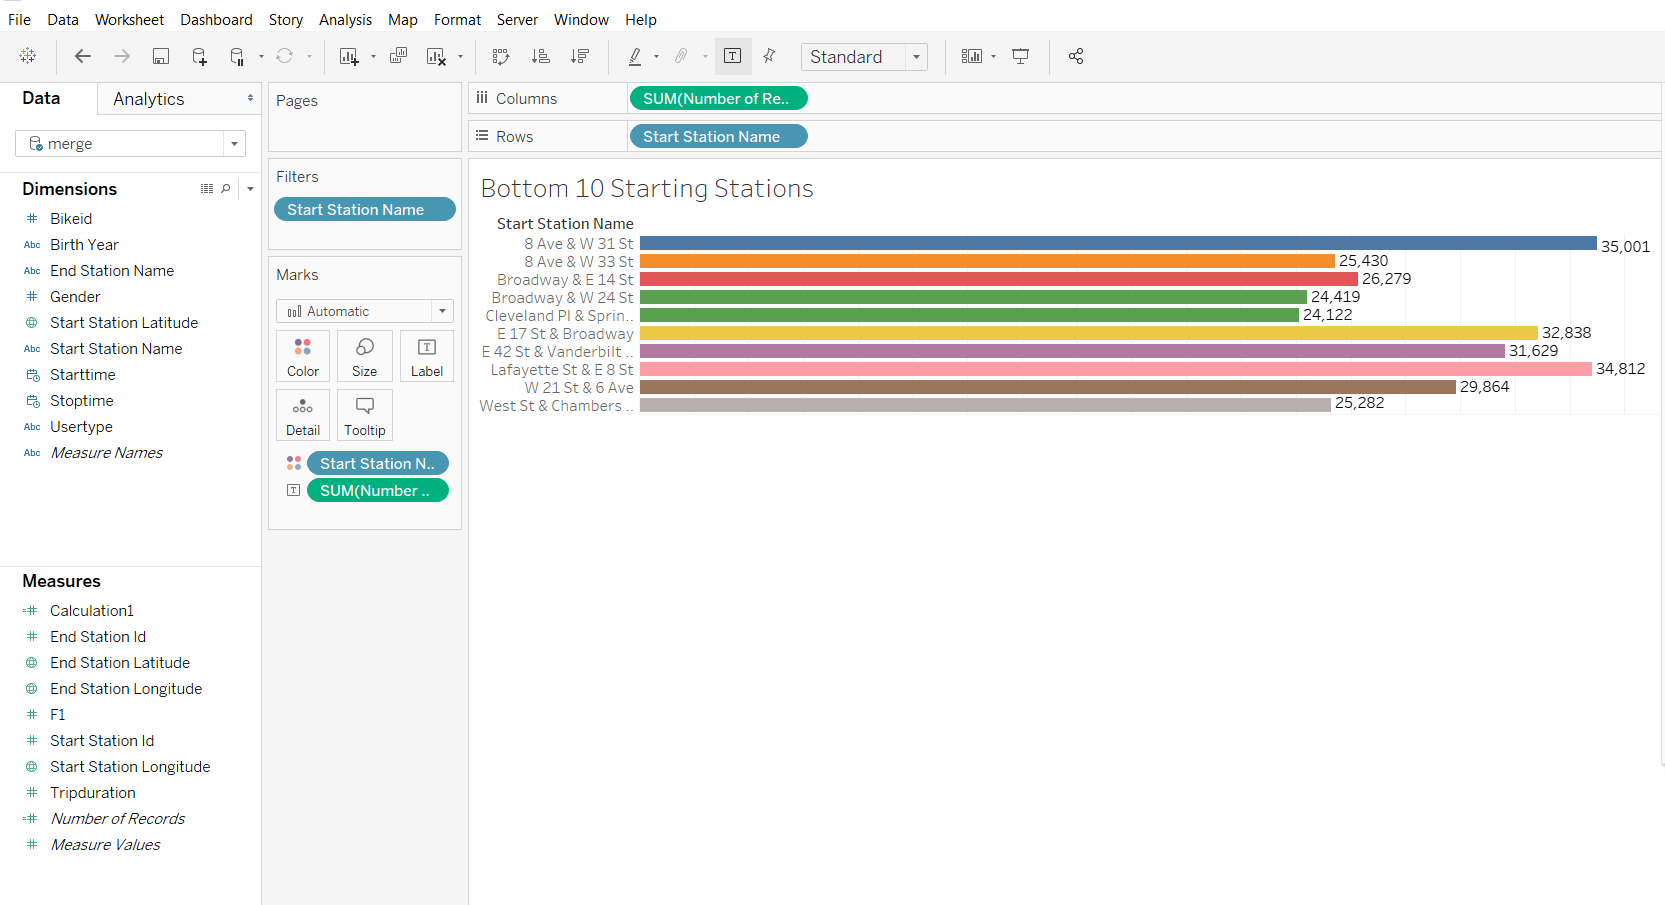 File Data Worksheet Dashboard Story Analysis Map Format Server Window Help
Standard
Data Analytics
merge
Dimensions
# Bikeid
Abc Birth Year
Abc End Station Name
# Gender
Start Station Latitude
Abc Start Station Name
Starttime
Stoptime
Abc Usertype
Abc Measure Names
Measures
=# Calculation1
# End Station Id
End Station Latitude
End Station Longitude
# F1
# Start Station Id
Start Station Longitude
# Tripduration
=# Number of Records
# Measure Values
Pages
Filters
Start Station Name
Marks
Automatic
Color Size Label
Detail Tooltip
Start Station N..
SUM(Number ..
Columns SUM(Number of Re..
Rows Start Station Name
Bottom 10 Starting Stations
Start Station Name
8 Ave & W 31 St 35,001
8 Ave & W 33 St 25,430
Broadway & E 14 St 26,279
Broadway & W 24 St 24,419
Cleveland Pl & Sprin.. 24,122
E 17 St & Broadway 32,838
E 42 St & Vanderbilt .. 31,629
Lafayette St & E 8 St 34,812
W 21 St & 6 Ave 29,864
West St & Chambers .. 25,282